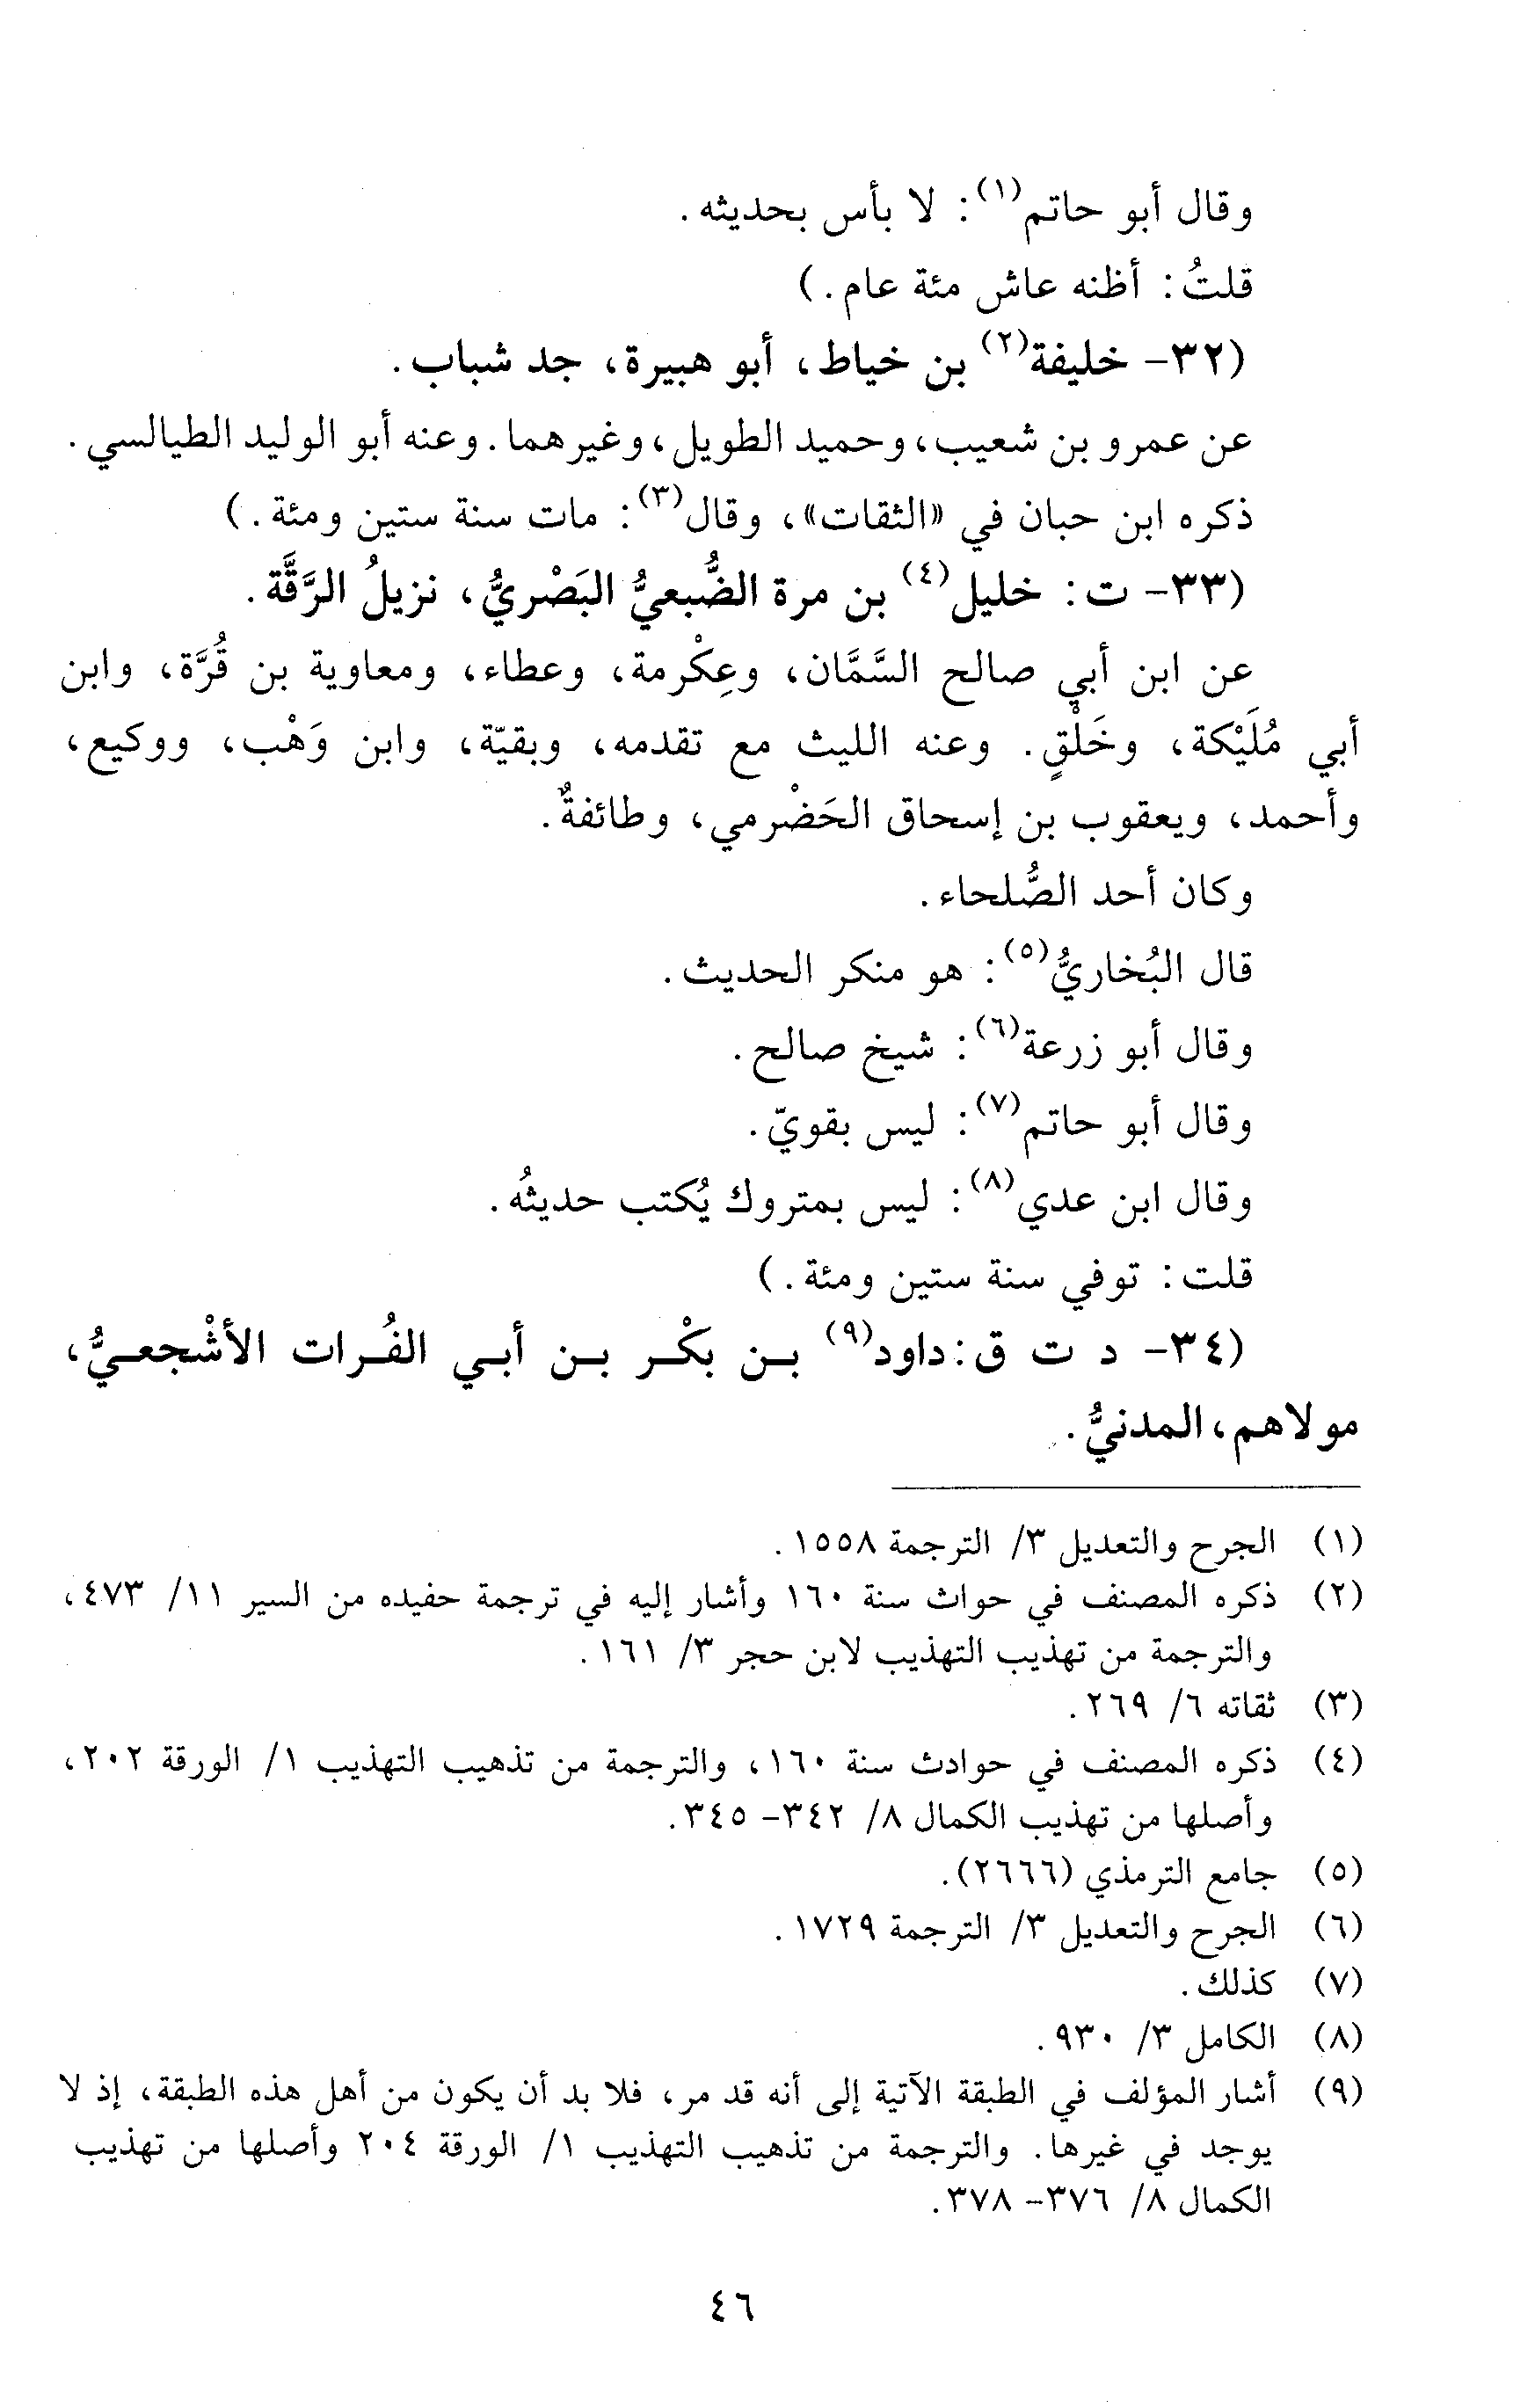 وقال أبو حاتم(١): لا بأس بحديثه.
قلتُ: أظنه عاش مئة عام.)
(٣٢- خليفة(٢) بن خياط، أبو هبيرة، جد شباب.
عن عمرو بن شعيب، وحميد الطويل، وغيرهما. وعنه أبو الوليد الطيالسي.
ذكره ابن حبان في «الثقات»، وقال(٣): مات سنة ستين ومئة.)
(٣٣- ت: خليل(٤) بن مرة الضُّبعيُّ البَصْريُّ، نزيلُ الرَّقَّة.
عن ابن أبي صالح السَّمَّان، وعِكْرمة، وعطاء، ومعاوية بن قُرَّة، وابن
أبي مُلَيْكة، وخَلْقٍ. وعنه الليث مع تقدمه، وبقيّة، وابن وَهْب، ووكيع،
وأحمد، ويعقوب بن إسحاق الحَضْرمي، وطائفةٌ.
وكان أحد الصُّلحاء.
قال البُخاريُّ(٥): هو منكر الحديث.
وقال أبو زرعة(٦): شيخ صالح.
وقال أبو حاتم(٧): ليس بقويّ.
وقال ابن عدي(٨): ليس بمتروك يُكتب حديثُه.
قلت: توفي سنة ستين ومئة.)
(٣٤- د ت ق: داود(٩) بن بكْر بن أبي الفُرات الأشْجعيُّ،
مولاهم، المدنيُّ.
(١) الجرح والتعديل ٣/ الترجمة ١٥٥٨.
(٢) ذكره المصنف في حواث سنة ١٦٠ وأشار إليه في ترجمة حفيده من السير ١١/ ٤٧٣،
والترجمة من تهذيب التهذيب لابن حجر ٣/ ١٦١.
(٣) ثقاته ٦/ ٢٦٩.
(٤) ذكره المصنف في حوادث سنة ١٦٠، والترجمة من تذهيب التهذيب ١/ الورقة ٢٠٢،
وأصلها من تهذيب الكمال ٨/ ٣٤٢- ٣٤٥.
(٥) جامع الترمذي (٢٦٦٦).
(٦) الجرح والتعديل ٣/ الترجمة ١٧٢٩.
(٧) كذلك.
(٨) الكامل ٣/ ٩٣٠.
(٩) أشار المؤلف في الطبقة الآتية إلى أنه قد مر، فلا بد أن يكون من أهل هذه الطبقة، إذ لا
يوجد في غيرها. والترجمة من تذهيب التهذيب ١/ الورقة ٢٠٤ وأصلها من تهذيب
الكمال ٨/ ٣٧٦- ٣٧٨.
٤٦